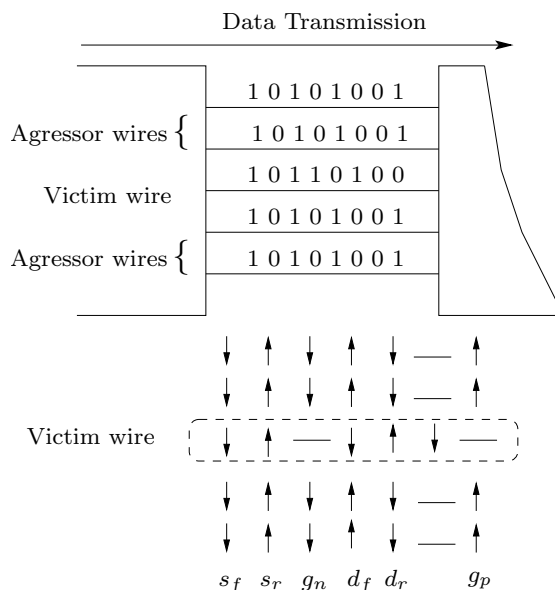 Data Transmission
1 0 1 0 1 0 0 1
Agressor wires {
1 0 1 0 1 0 0 1
Victim wire
1 0 1 1 0 1 0 0
1 0 1 0 1 0 0 1
Agressor wires {
1 0 1 0 1 0 0 1
Victim wire
s_f s_r g_n d_f d_r g_p